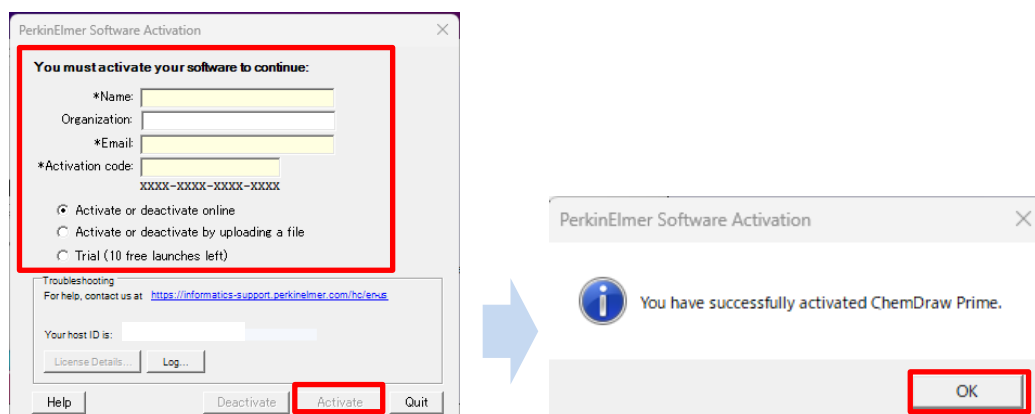 PerkinElmer Software Activation
You must activate your software to continue:
*Name:
Organization:
*Email:
*Activation code:
XXXX-XXXX-XXXX-XXXX
Activate or deactivate online
Activate or deactivate by uploading a file
Trial (10 free launches left)
Troubleshooting
For help, contact us at https://informatics-support.perkinelmer.com/hc/en-us
Your host ID is:
License Details... Log...
Help Deactivate Activate Quit
PerkinElmer Software Activation
You have successfully activated ChemDraw Prime.
OK